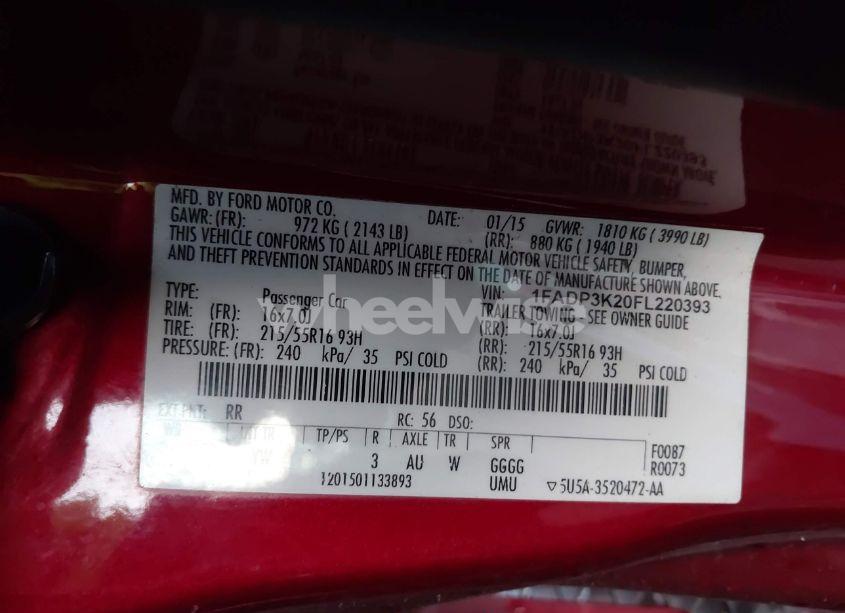 MFD. BY FORD MOTOR CO. DATE: 01/15 GVWR: 1810 KG ( 3990 LB)
GAWR: (FR): 972 KG ( 2143 LB) (RR): 880 KG ( 1940 LB)
THIS VEHICLE CONFORMS TO ALL APPLICABLE FEDERAL MOTOR VEHICLE SAFETY, BUMPER,
AND THEFT PREVENTION STANDARDS IN EFFECT ON THE DATE OF MANUFACTURE SHOWN ABOVE.
VIN: 1FADP3K20FL220393
TYPE: Passenger Car TRAILER TOWING - SEE OWNER GUIDE
RIM: (FR): 16x7.0J (RR): 16x7.0J
TIRE: (FR): 215/55R16 93H (RR): 215/55R16 93H
PRESSURE: (FR): 240 kPa/ 35 PSI COLD (RR): 240 kPa/ 35 PSI COLD
EXT PNT: RR RC: 56 DSO:
WB INT TR TP/PS R AXLE TR SPR F0087
YW 3 AU W GGGG R0073
1201501133893 UMU ▽5U5A-3520472-AA
wheelwise